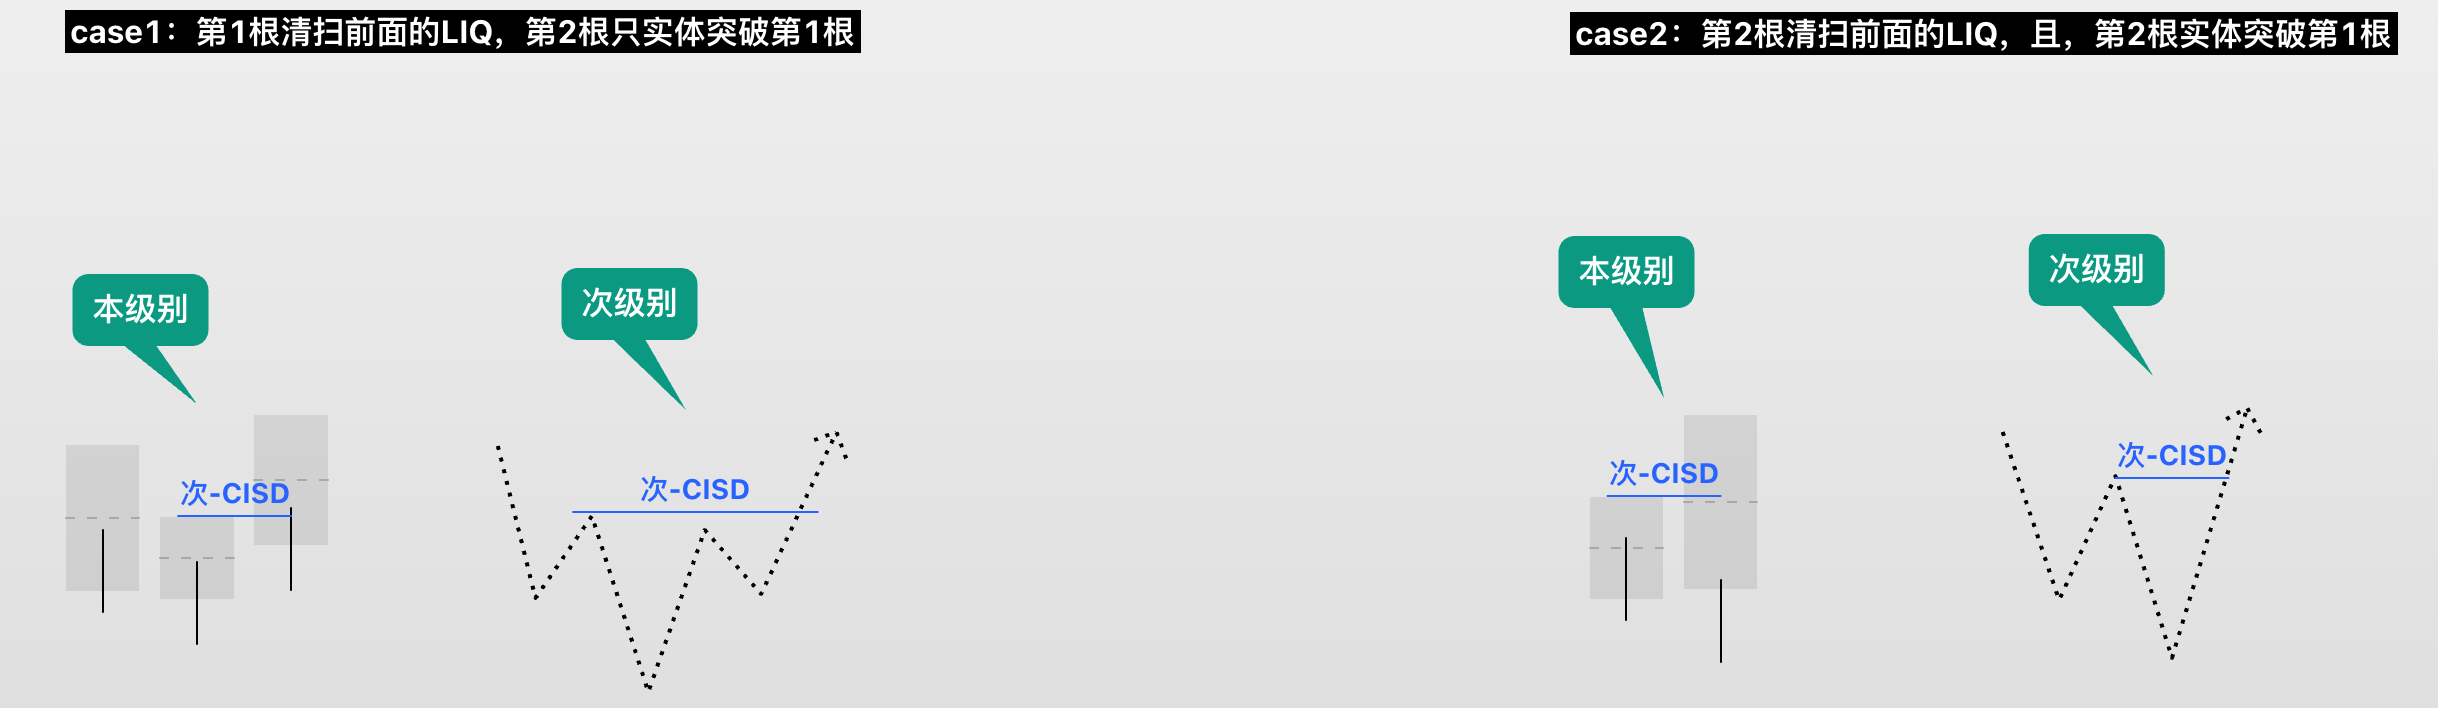 case1：第1根清扫前面的LIQ，第2根只实体突破第1根
case2：第2根清扫前面的LIQ，且，第2根实体突破第1根
本级别
次级别
次-CISD
次-CISD
本级别
次级别
次-CISD
次-CISD